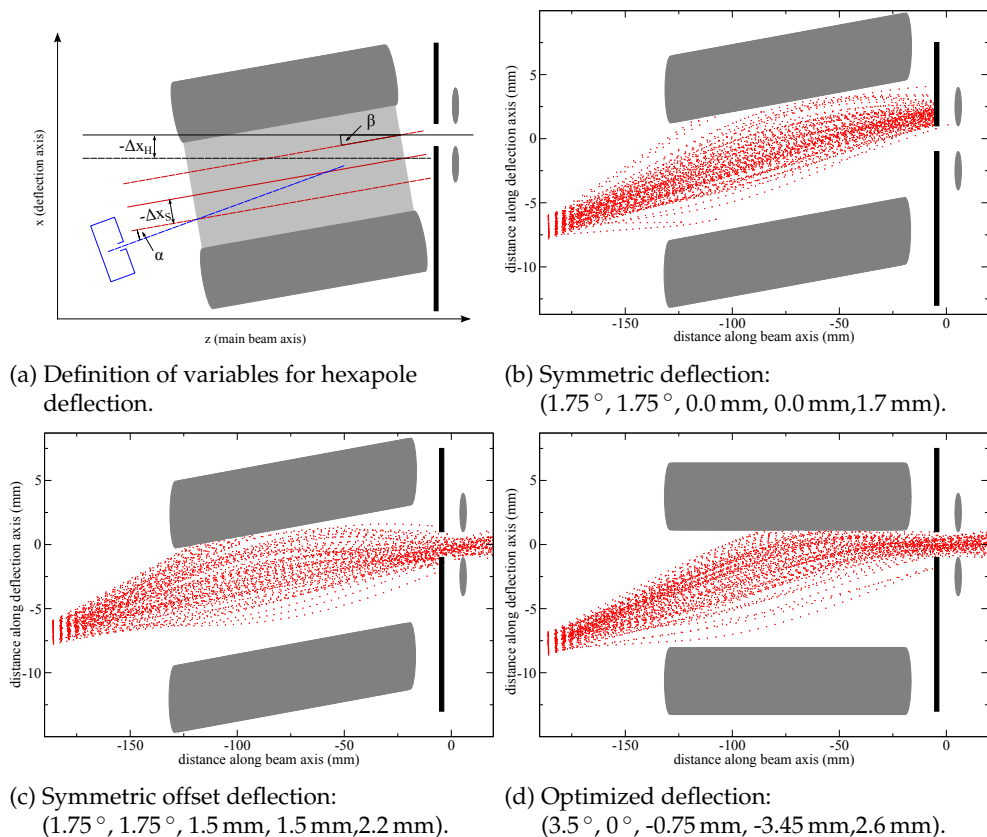 x (deflection axis)
-Δx_H
β
-Δx_S
α
z (main beam axis)
(a) Definition of variables for hexapole
deflection.
distance along deflection axis (mm)
5
0
-5
-10
-150
-100
-50
0
distance along beam axis (mm)
(b) Symmetric deflection:
(1.75 °, 1.75 °, 0.0 mm, 0.0 mm,1.7 mm).
distance along deflection axis (mm)
5
0
-5
-10
-150
-100
-50
0
distance along beam axis (mm)
(c) Symmetric offset deflection:
(1.75 °, 1.75 °, 1.5 mm, 1.5 mm,2.2 mm).
distance along deflection axis (mm)
5
0
-5
-10
-150
-100
-50
0
distance along beam axis (mm)
(d) Optimized deflection:
(3.5 °, 0 °, -0.75 mm, -3.45 mm,2.6 mm).